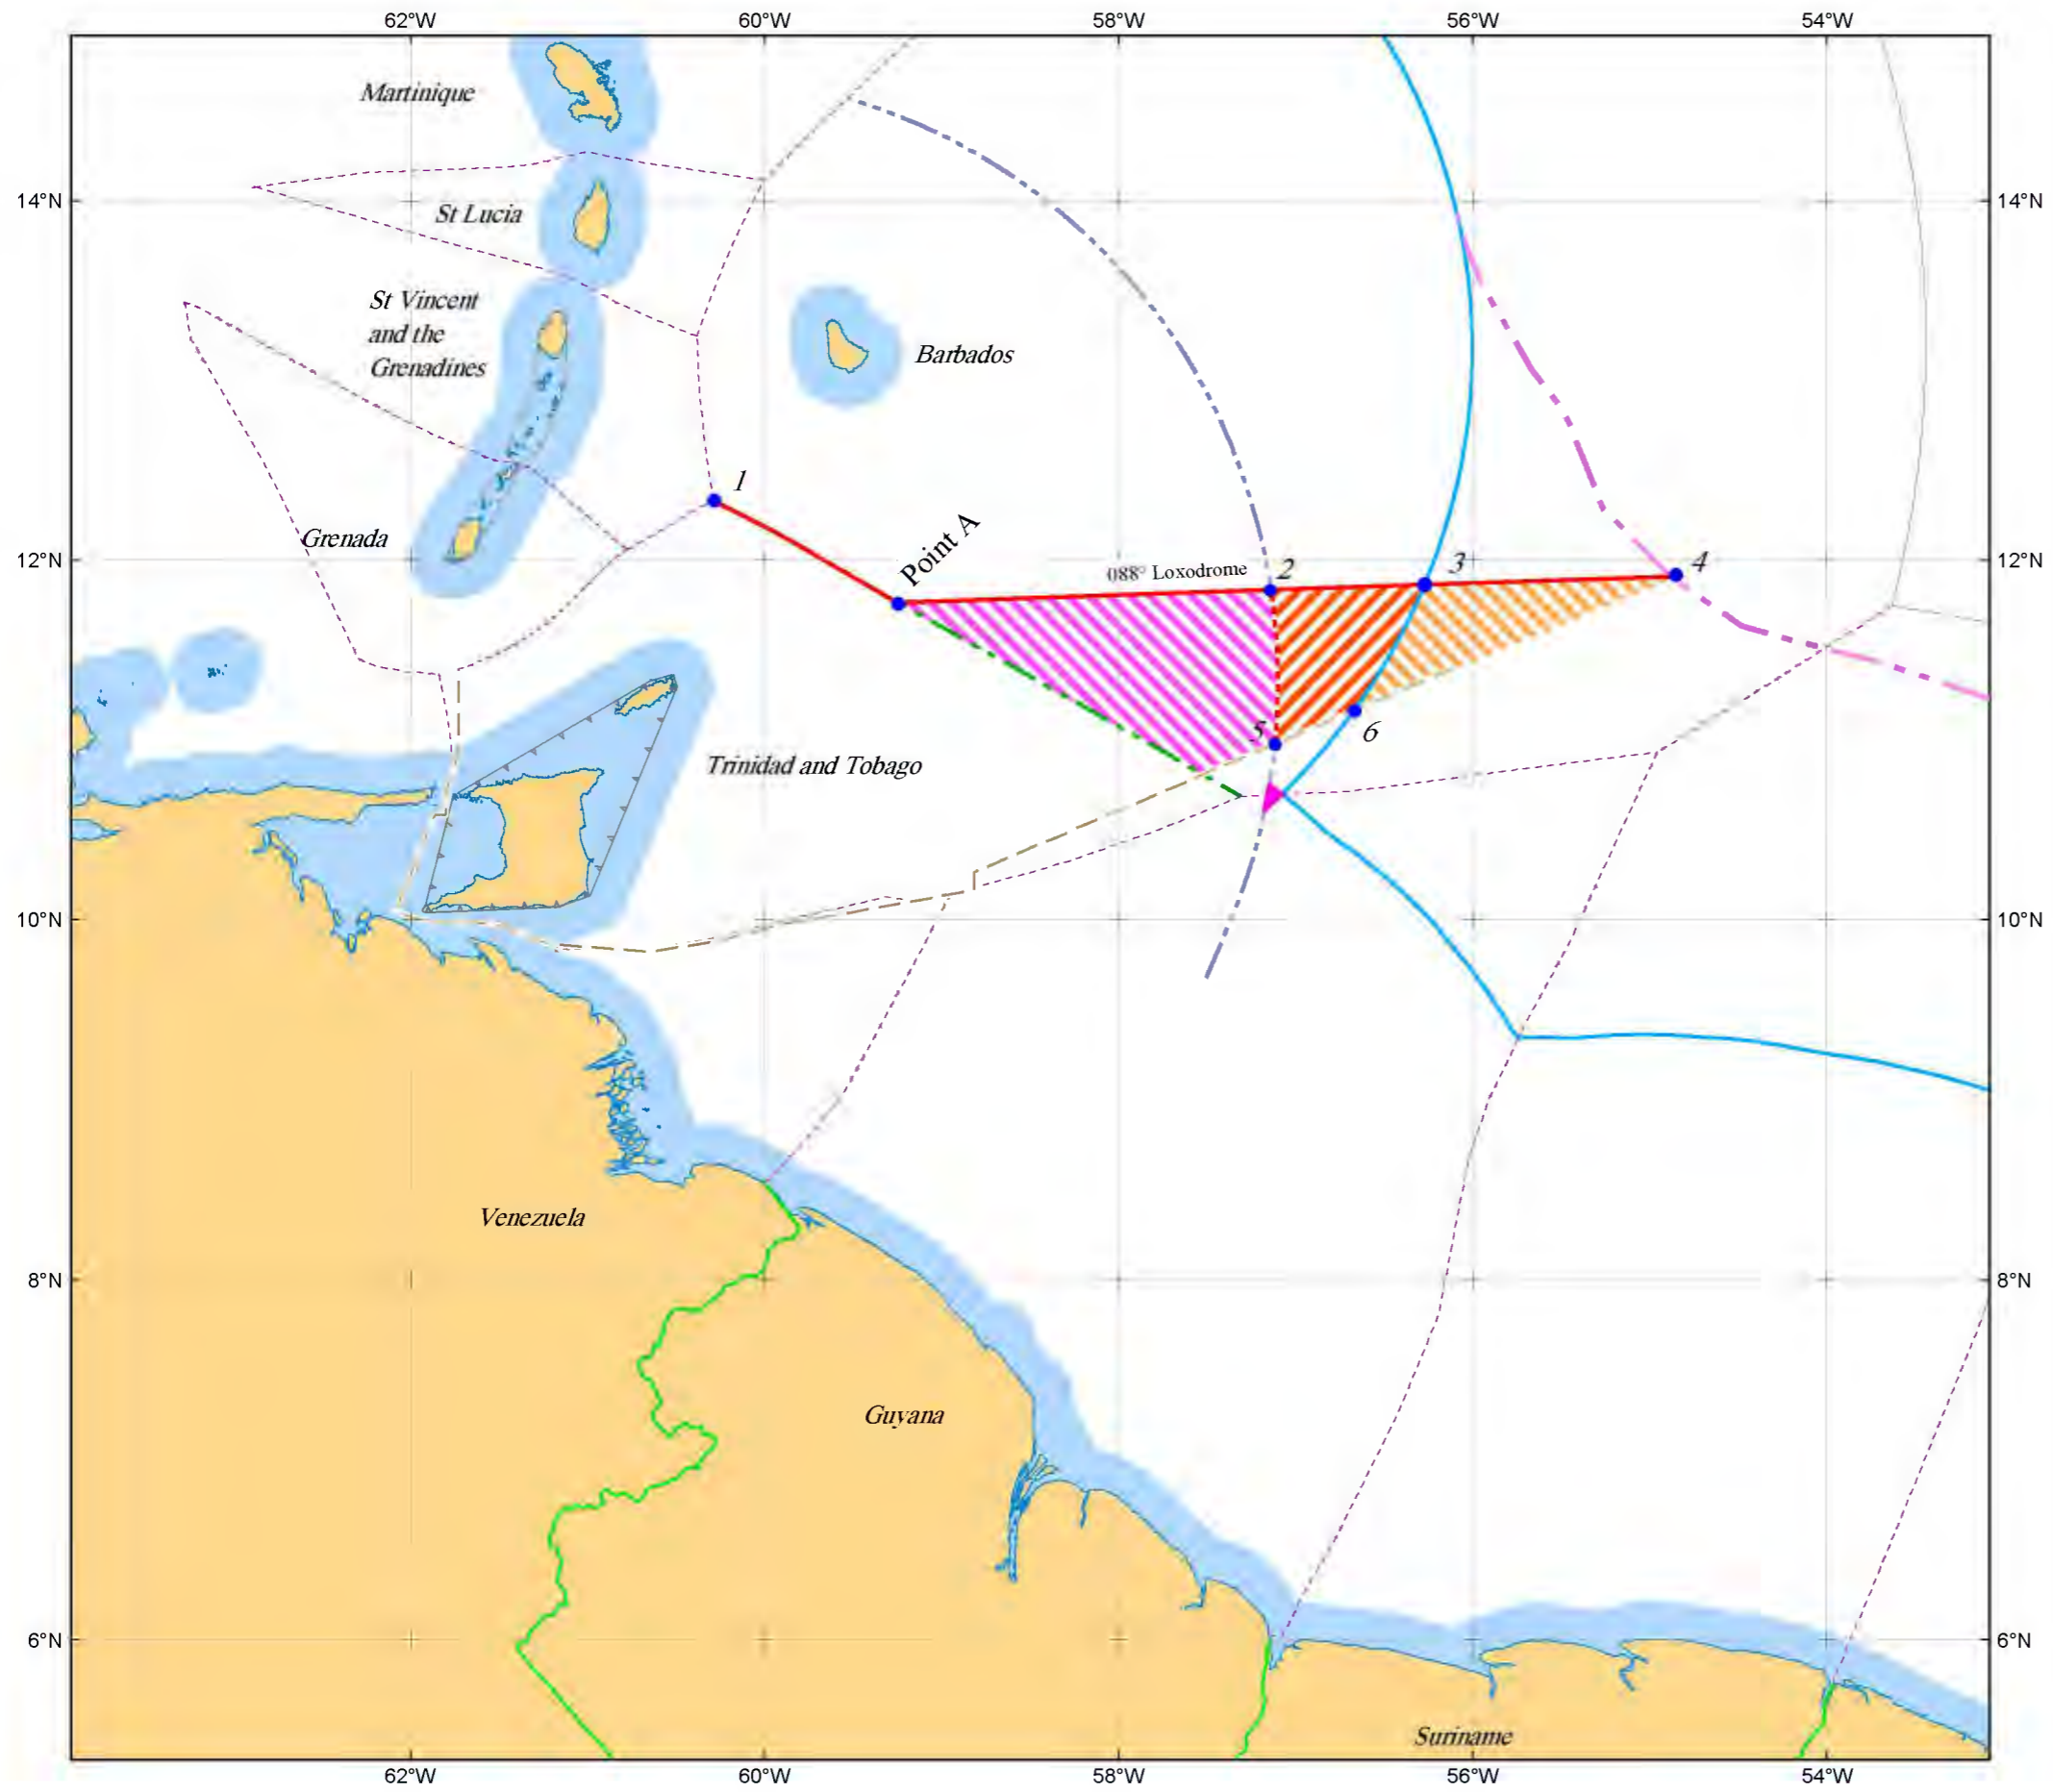 62°W 60°W 58°W 56°W 54°W
Martinique
14°N 14°N
St Lucia
St Vincent
and the
Grenadines
Barbados
1
Grenada
Point A
12°N 12°N
088° Loxodrome
2
3
4
5
6
Trinidad and Tobago
10°N 10°N
Venezuela
8°N 8°N
Guyana
6°N 6°N
Suriname
62°W 60°W 58°W 56°W 54°W